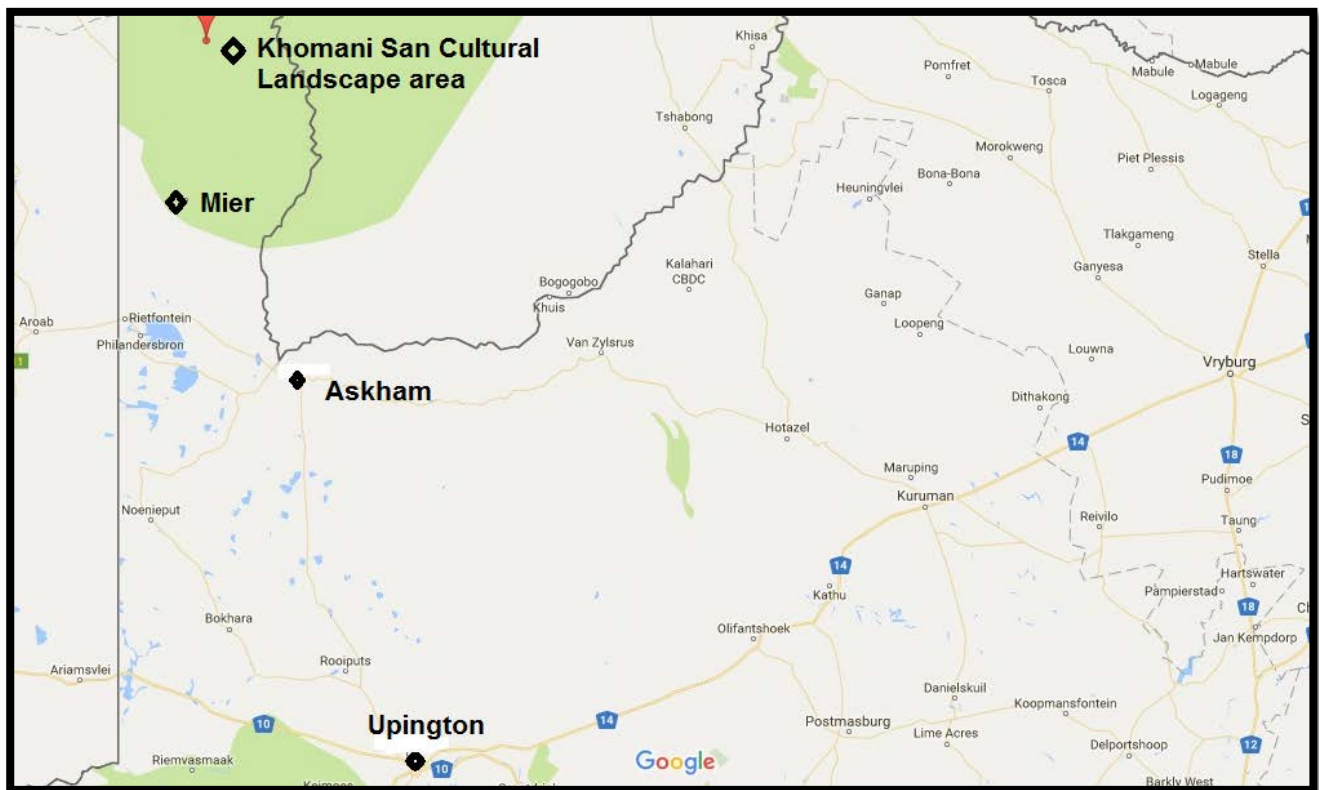 Khomani San Cultural
Landscape area
Khisa
Pomfret
Tosca
Mabule
Mabule
Logageng
Tshabong
Morokweng
Piet Plessis
Bona-Bona
Heuningvlei
Mier
Tlakgameng
Stella
Ganyesa
Kalahari
CBDC
Bogogobo
Khuis
Ganap
Loopeng
Aroab
Rietfontein
Philandersbron
Van Zylsrus
Louwna
Vryburg
1
Askham
Dithakong
Hotazel
14
18
Maruping
Kuruman
Pudimoe
Noenieput
Reivilo
Taung
14
Kathu
Hartswater
Pampierstad
18
Bokhara
Olifantshoek
Jan Kempdorp
Ariamsvlei
Rooiputs
Danielskuil
Koopmansfontein
10
Upington
14
Postmasburg
Lime Acres
Delportshoop
12
Riemvasmaak
10
Google
Barkly West